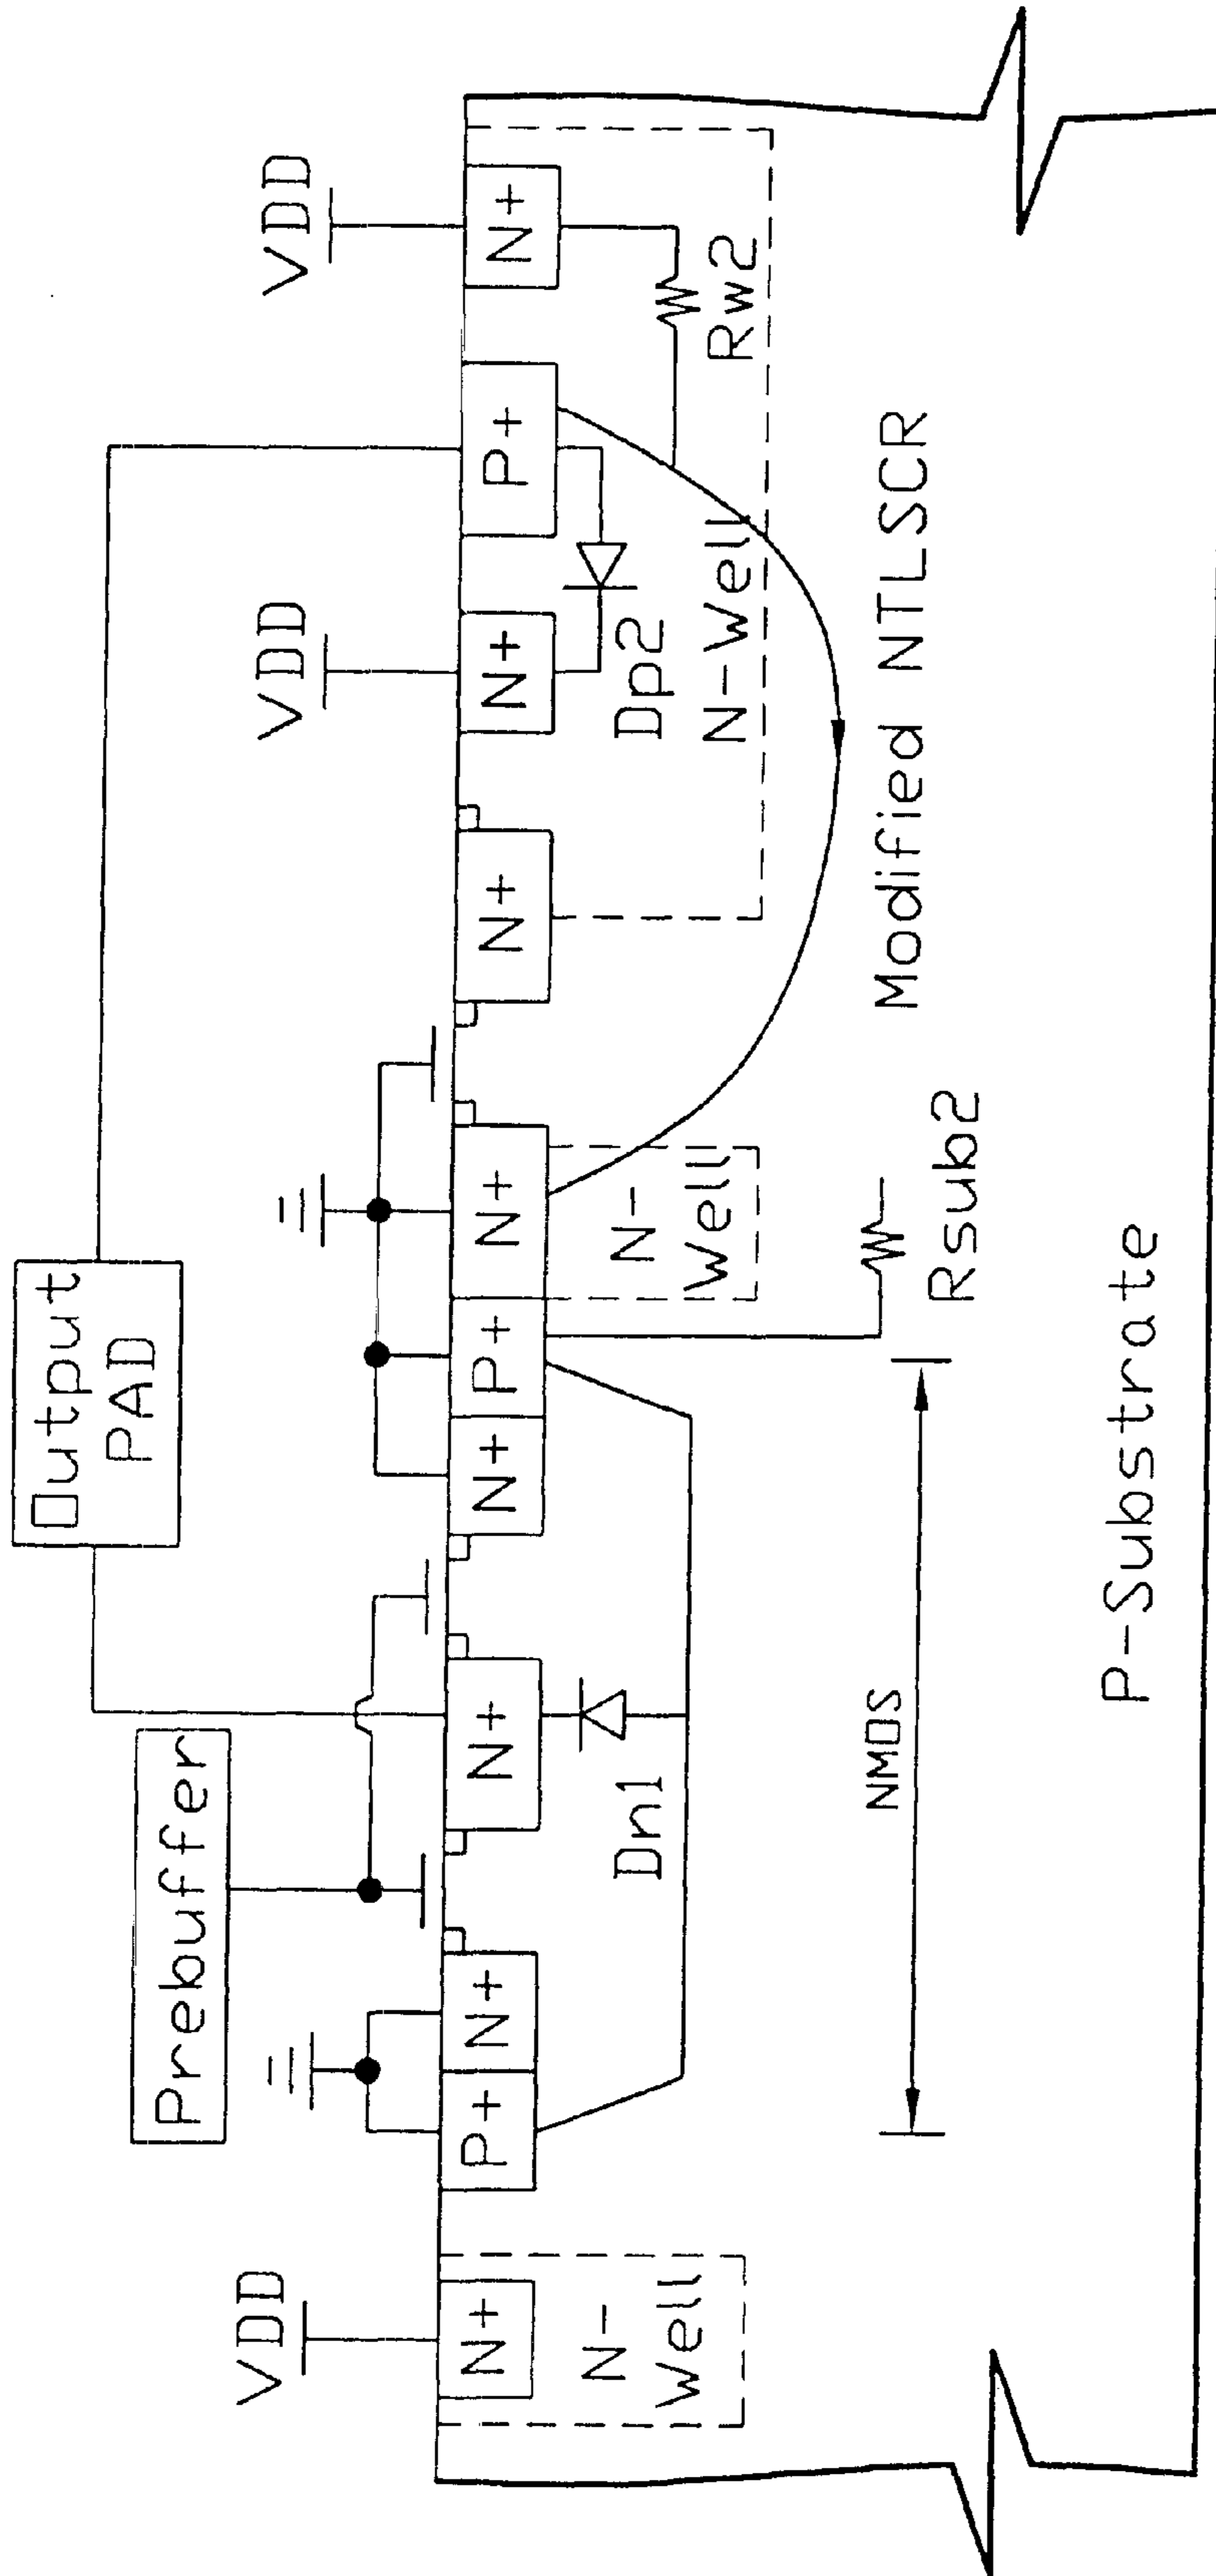 Output
PAD
Prebuffer
VDD
VDD
VDD
N+
P+
N+
N+
N+
P+
N+
N+
N+
P+
N+
N-
Well
Dn1
N-
Well
Dp2
N-Well
Rw2
NMOS
Rsub2
Modified NTLSCR
P-Substrate